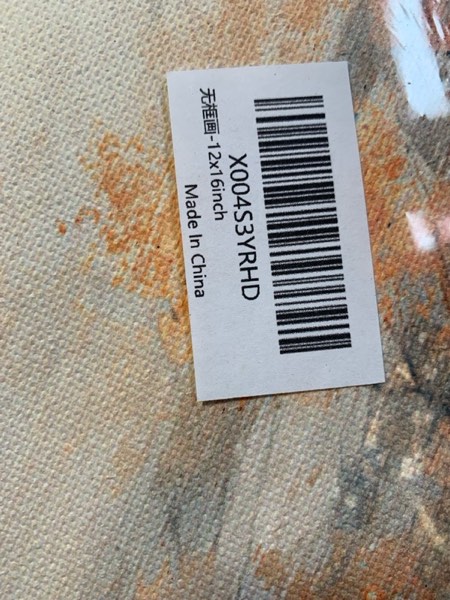 X004S3YRHD
无框画-12x16inch
Made In China